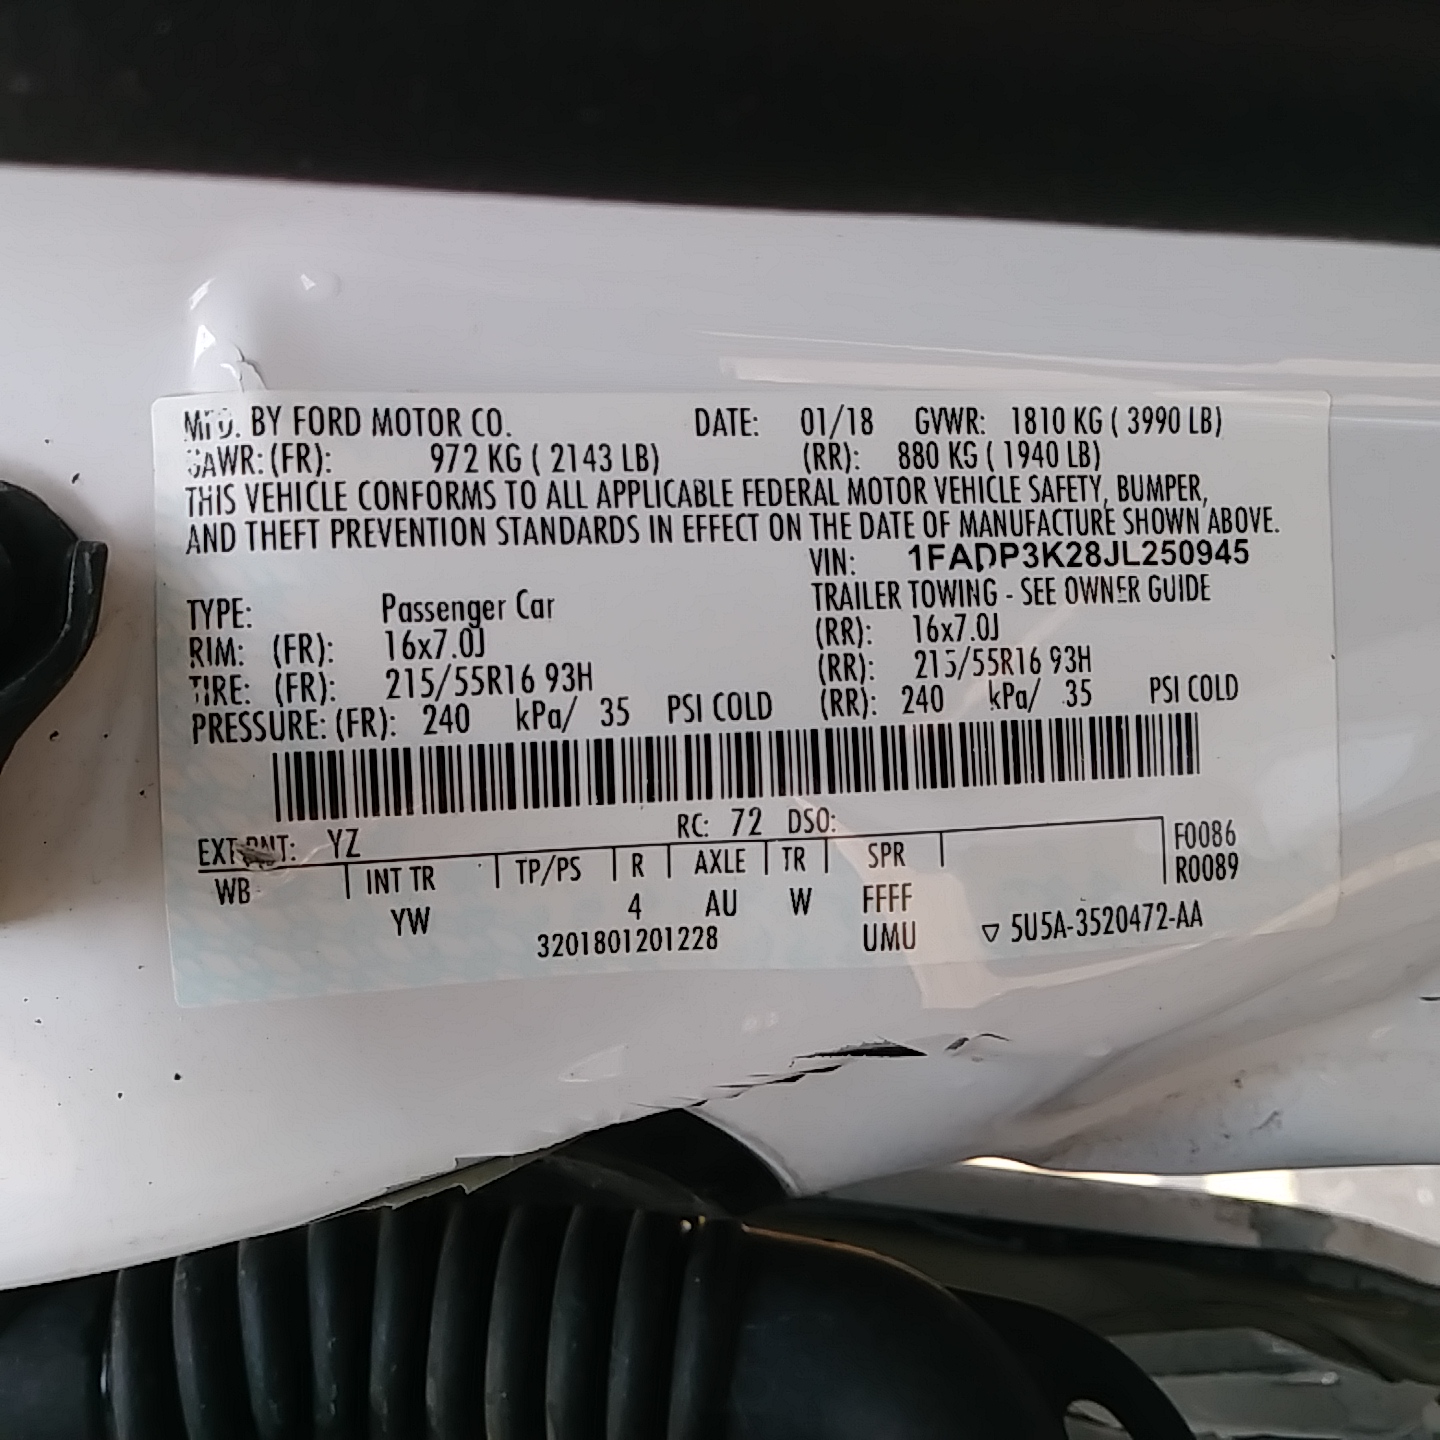 MFD. BY FORD MOTOR CO. DATE: 01/18 GVWR: 1810 KG ( 3990 LB)
GAWR: (FR): 972 KG ( 2143 LB) (RR): 880 KG ( 1940 LB)
THIS VEHICLE CONFORMS TO ALL APPLICABLE FEDERAL MOTOR VEHICLE SAFETY, BUMPER,
AND THEFT PREVENTION STANDARDS IN EFFECT ON THE DATE OF MANUFACTURE SHOWN ABOVE.
VIN: 1FADP3K28JL250945
TYPE: Passenger Car TRAILER TOWING - SEE OWNER GUIDE
RIM: (FR): 16x7.0J (RR): 16x7.0J
TIRE: (FR): 215/55R16 93H (RR): 215/55R16 93H
PRESSURE: (FR): 240 kPa/ 35 PSI COLD (RR): 240 kPa/ 35 PSI COLD
RC: 72 DSO:
EXT PNT: YZ F0086
WB INT TR TP/PS R AXLE TR SPR R0089
YW 4 AU W FFFF
3201801201228 UMU ▽ 5U5A-3520472-AA